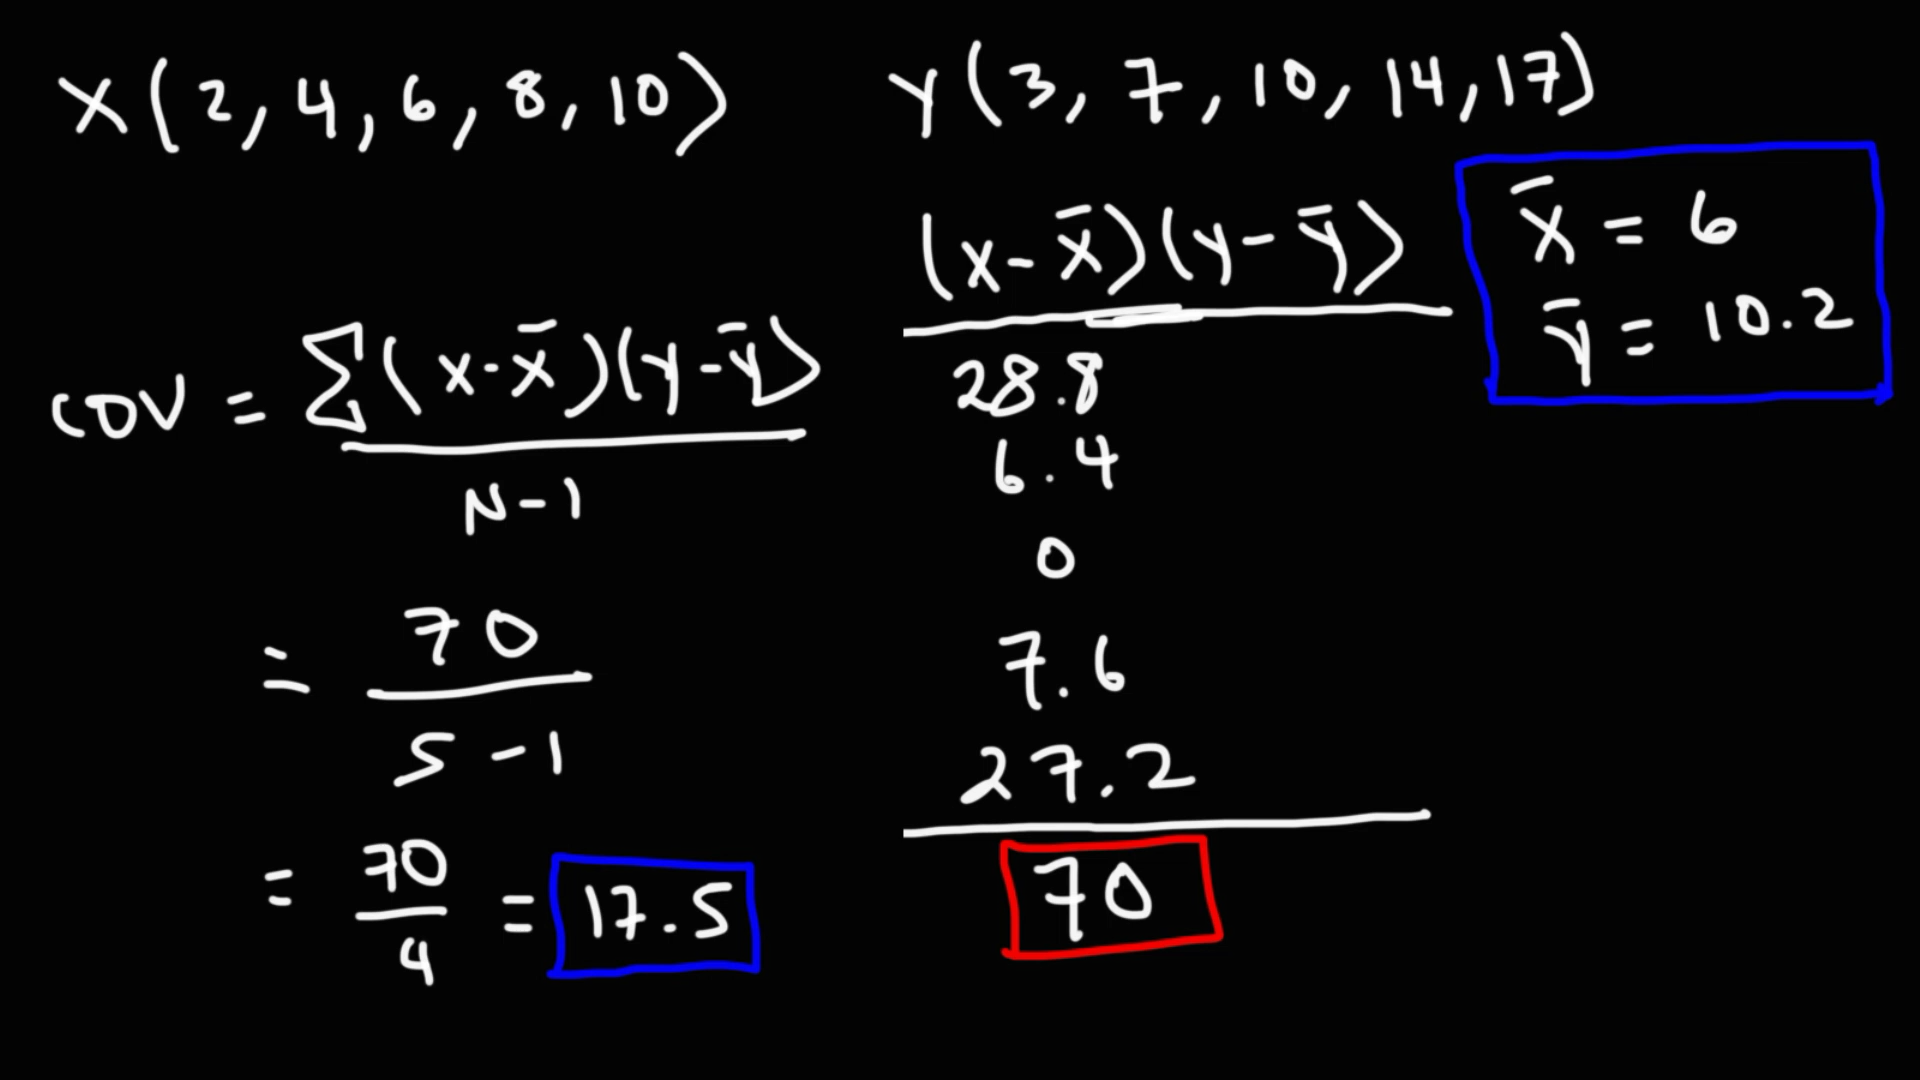 X(2, 4, 6, 8, 10)
Y(3, 7, 10, 14, 17)
x̄ = 6
ȳ = 10.2
COV = Σ(x-x̄)(y-ȳ)
N-1
= 70
5-1
= 70
4
= 17.5
(x-x̄)(y-ȳ)
28.8
6.4
0
7.6
27.2
70